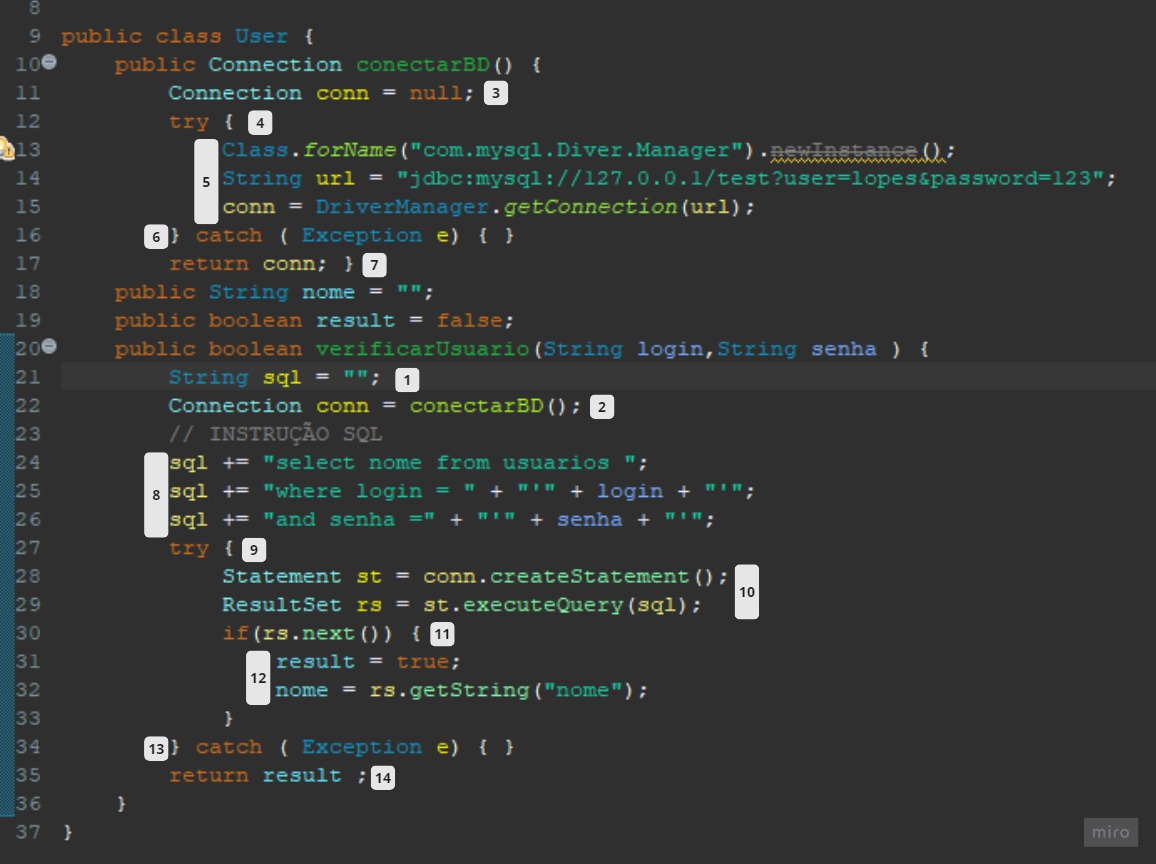 8
9 public class User {
10 public Connection conectarBD() {
11 Connection conn = null; 3
12 try { 4
13 Class.forName("com.mysql.Diver.Manager").newInstance();
14 5 String url = "jdbc:mysql://127.0.0.1/test?user=lopes&password=123";
15 conn = DriverManager.getConnection(url);
16 6 } catch ( Exception e) { }
17 return conn; } 7
18 public String nome = "";
19 public boolean result = false;
20 public boolean verificarUsuario(String login,String senha ) {
21 String sql = ""; 1
22 Connection conn = conectarBD(); 2
23 // INSTRUÇÃO SQL
24 sql += "select nome from usuarios ";
25 8 sql += "where login = " + "'" + login + "'";
26 sql += "and senha =" + "'" + senha + "'";
27 try { 9
28 Statement st = conn.createStatement(); 10
29 ResultSet rs = st.executeQuery(sql);
30 if(rs.next()) { 11
31 12 result = true;
32 nome = rs.getString("nome");
33 }
34 13 } catch ( Exception e) { }
35 return result ; 14
36 }
37 }
miro